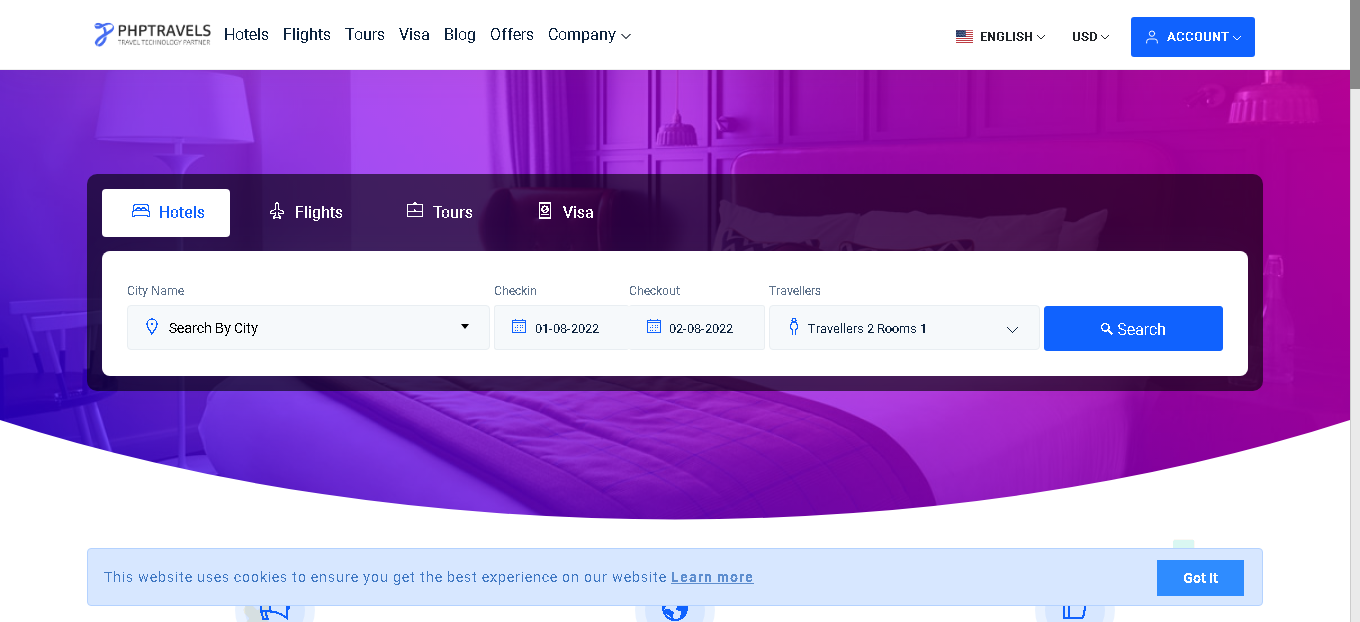 PHPTRAVELS
TRAVEL TECHNOLOGY PARTNER
Hotels Flights Tours Visa Blog Offers Company
ENGLISH USD ACCOUNT
Hotels Flights Tours Visa
City Name Checkin Checkout Travellers
Search By City 01-08-2022 02-08-2022 Travellers 2 Rooms 1 Search
This website uses cookies to ensure you get the best experience on our website Learn more Got It